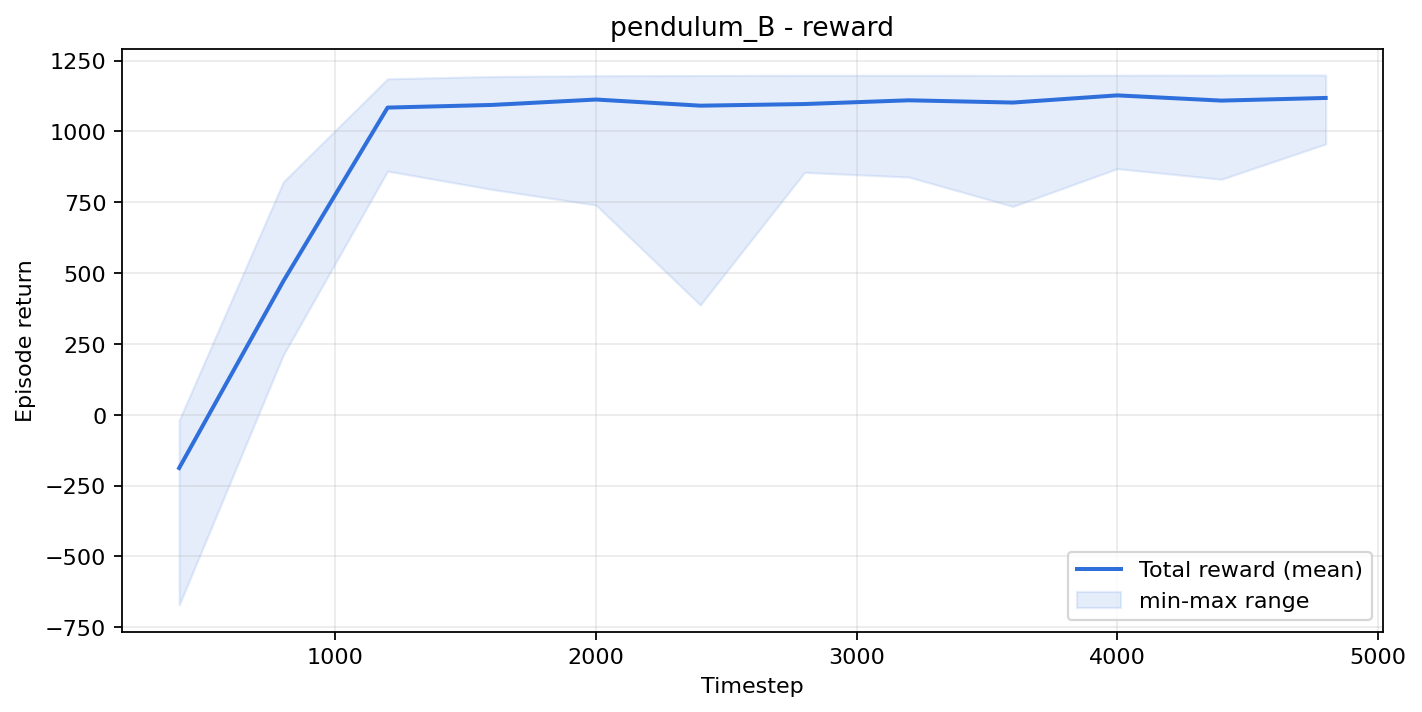 pendulum_B - reward
Episode return
1250
1000
750
500
250
0
−250
−500
−750
Total reward (mean)
min-max range
1000 2000 3000 4000 5000
Timestep